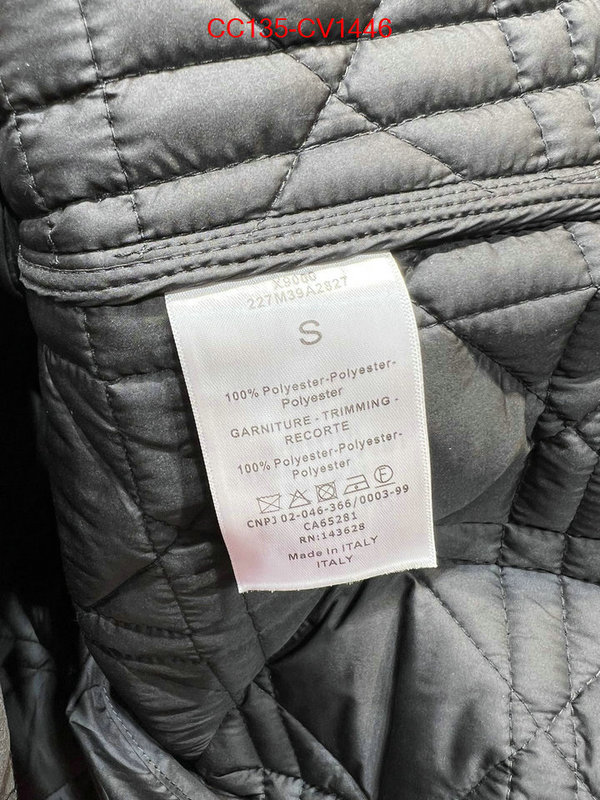 CC135-CV1446
X9060
227M39A2827
S
100% Polyester-Polyester-
Polyester
GARNITURE - TRIMMING -
RECORTE
100% Polyester-Polyester-
Polyester
CNPJ 02-046-366/0003-99
CA65281
RN:143628
Made In ITALY
ITALY